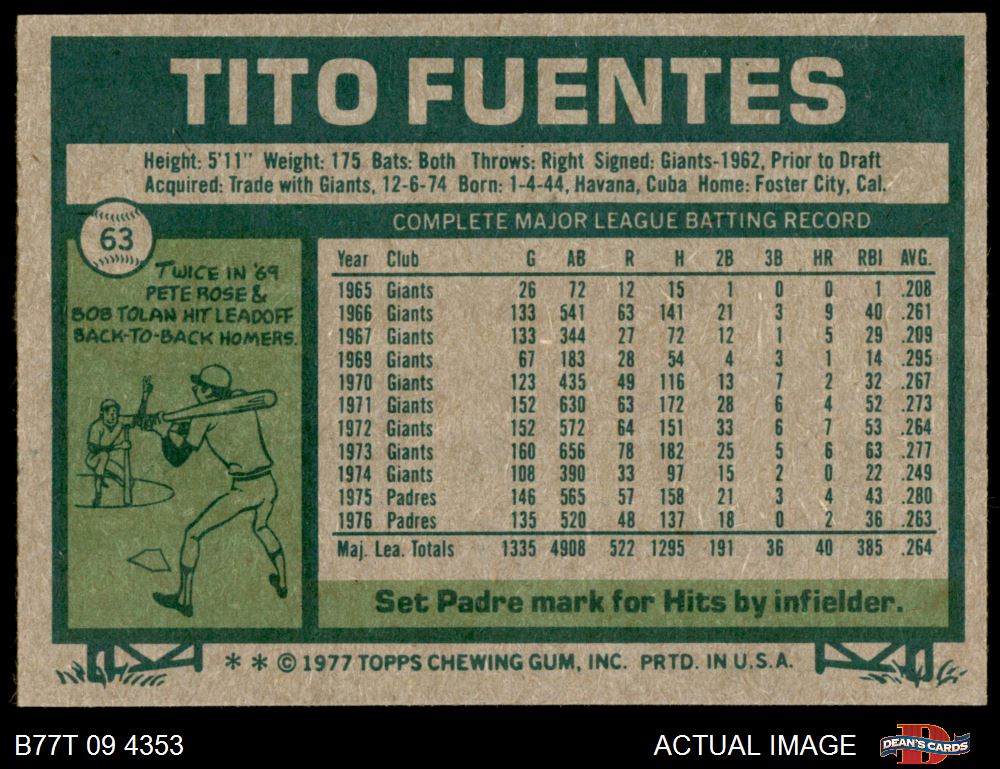 TITO FUENTES
Height: 5'11" Weight: 175 Bats: Both Throws: Right Signed: Giants-1962, Prior to Draft
Acquired: Trade with Giants, 12-6-74 Born: 1-4-44, Havana, Cuba Home: Foster City, Cal.
63
TWICE IN '69
PETE ROSE &
BOB TOLAN HIT LEADOFF
BACK-TO-BACK HOMERS.
COMPLETE MAJOR LEAGUE BATTING RECORD
Year Club G AB R H 2B 3B HR RBI AVG.
1965 Giants 26 72 12 15 1 0 0 1 .208
1966 Giants 133 541 63 141 21 3 9 40 .261
1967 Giants 133 344 27 72 12 1 5 29 .209
1969 Giants 67 183 28 54 4 3 1 14 .295
1970 Giants 123 435 49 116 13 7 2 32 .267
1971 Giants 152 630 63 172 28 6 4 52 .273
1972 Giants 152 572 64 151 33 6 7 53 .264
1973 Giants 160 656 78 182 25 5 6 63 .277
1974 Giants 108 390 33 97 15 2 0 22 .249
1975 Padres 146 565 57 158 21 3 4 43 .280
1976 Padres 135 520 48 137 18 0 2 36 .263
Maj. Lea. Totals 1335 4908 522 1295 191 36 40 385 .264
Set Padre mark for Hits by infielder.
* * © 1977 TOPPS CHEWING GUM, INC. PRTD. IN U.S.A.
B77T 09 4353
ACTUAL IMAGE
DEAN'S CARDS